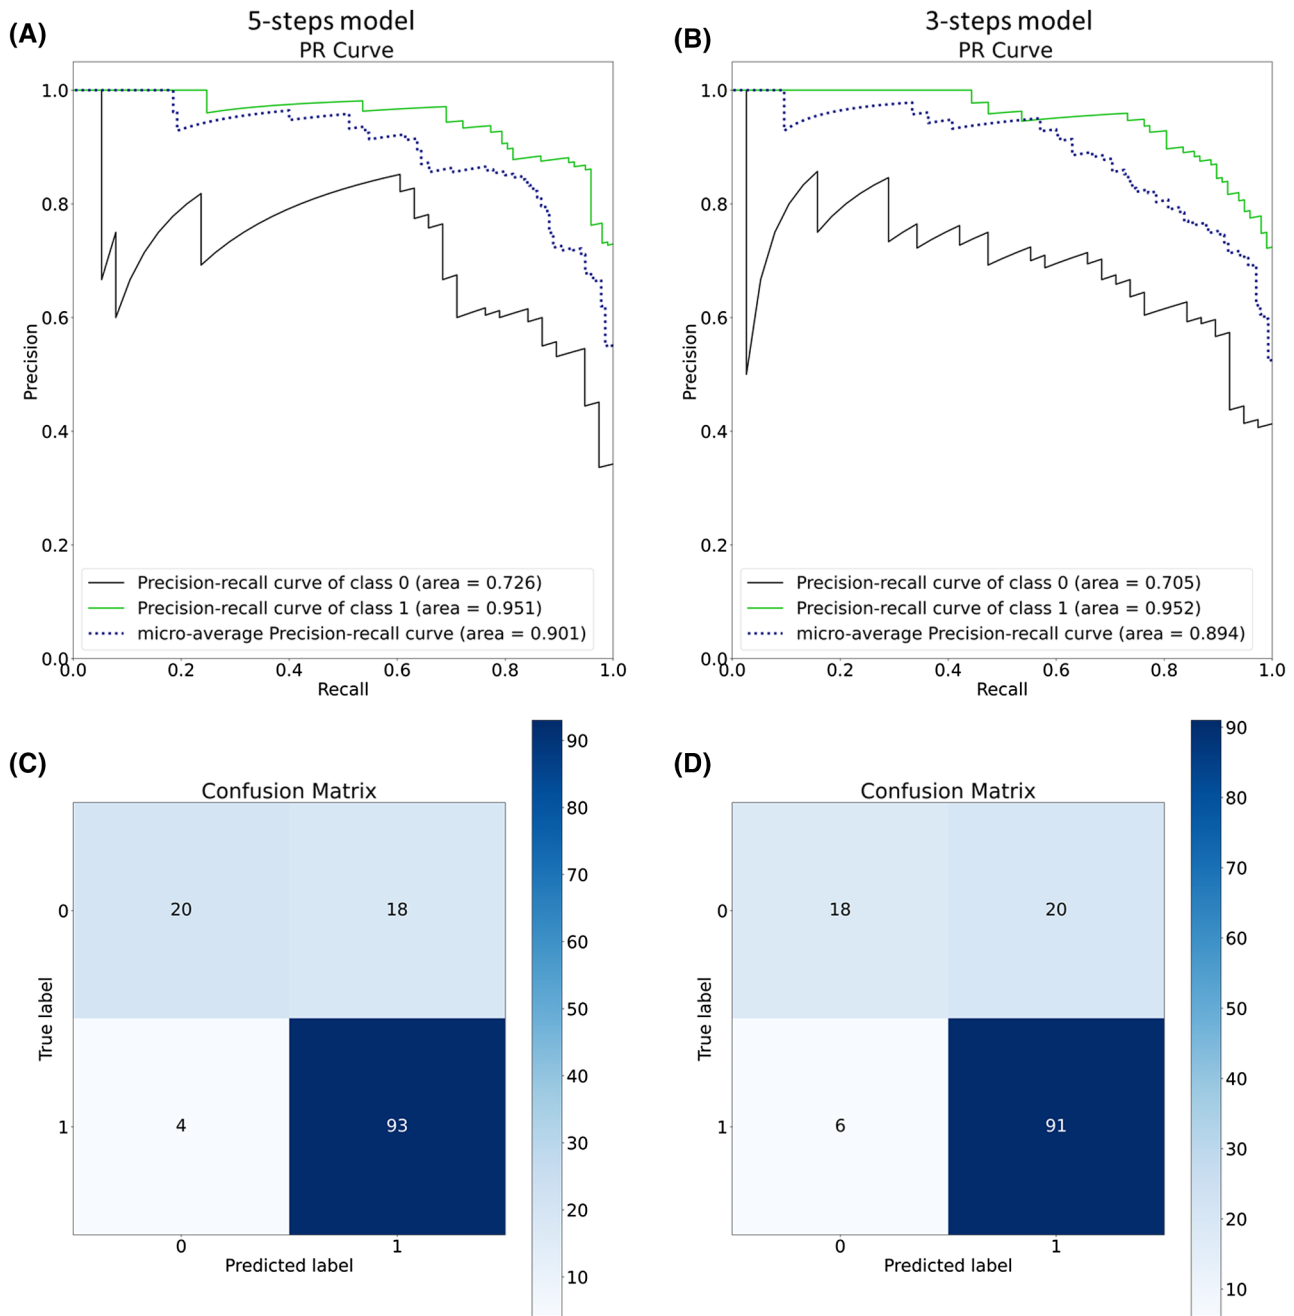 (A)
5-steps model
PR Curve
1.0
0.8
0.6
0.4
0.2
0.0
Precision
Precision-recall curve of class 0 (area = 0.726)
Precision-recall curve of class 1 (area = 0.951)
micro-average Precision-recall curve (area = 0.901)
0.0 0.2 0.4 0.6 0.8 1.0
Recall
(B)
3-steps model
PR Curve
1.0
0.8
0.6
0.4
0.2
0.0
Precision
Precision-recall curve of class 0 (area = 0.705)
Precision-recall curve of class 1 (area = 0.952)
micro-average Precision-recall curve (area = 0.894)
0.0 0.2 0.4 0.6 0.8 1.0
Recall
(C)
Confusion Matrix
0
1
True label
20 18
4 93
0 1
Predicted label
90
80
70
60
50
40
30
20
10
(D)
Confusion Matrix
0
1
True label
18 20
6 91
0 1
Predicted label
90
80
70
60
50
40
30
20
10